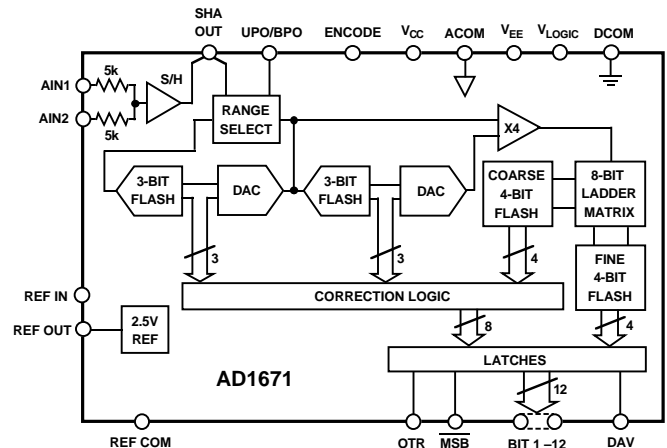 SHA
OUT
UPO/BPO
ENCODE
VCC
ACOM
VEE
VLOGIC
DCOM
AIN1
5k
S/H
AIN2
5k
RANGE
SELECT
X4
3-BIT
FLASH
DAC
3-BIT
FLASH
DAC
COARSE
4-BIT
FLASH
8-BIT
LADDER
MATRIX
3
3
4
FINE
4-BIT
FLASH
REF IN
CORRECTION LOGIC
REF OUT
2.5V
REF
8
4
LATCHES
AD1671
12
REF COM
OTR
MSB
BIT 1 –12
DAV